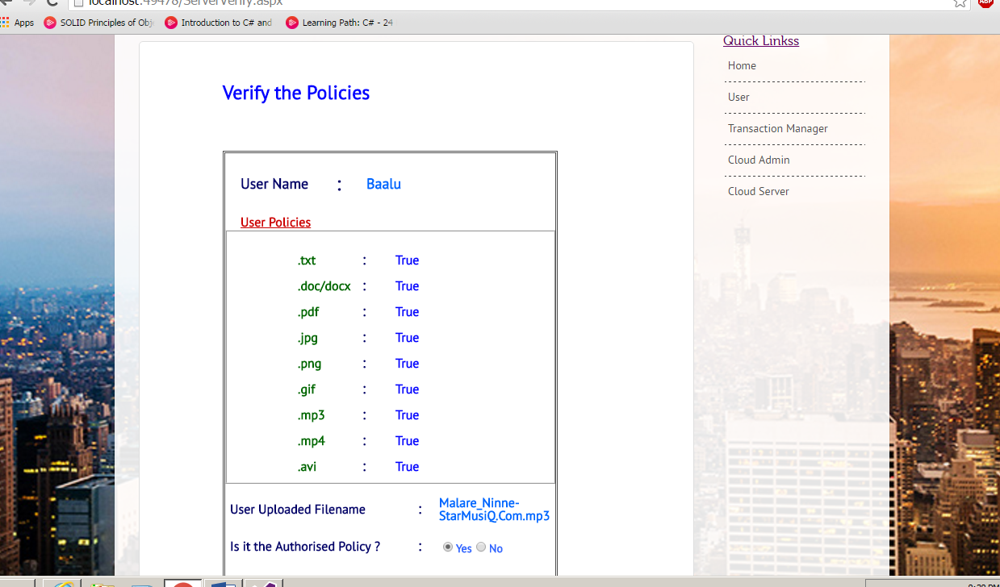 localhost:49478/ServerVerify.aspx
ABP
Apps SOLID Principles of Obj Introduction to C# and Learning Path: C# - 24
Quick Linkss
Home
User
Transaction Manager
Cloud Admin
Cloud Server
Verify the Policies
User Name : Baalu
User Policies
.txt : True
.doc/docx : True
.pdf : True
.jpg : True
.png : True
.gif : True
.mp3 : True
.mp4 : True
.avi : True
User Uploaded Filename : Malare_Ninne-
StarMusiQ.Com.mp3
Is it the Authorised Policy ? : Yes No